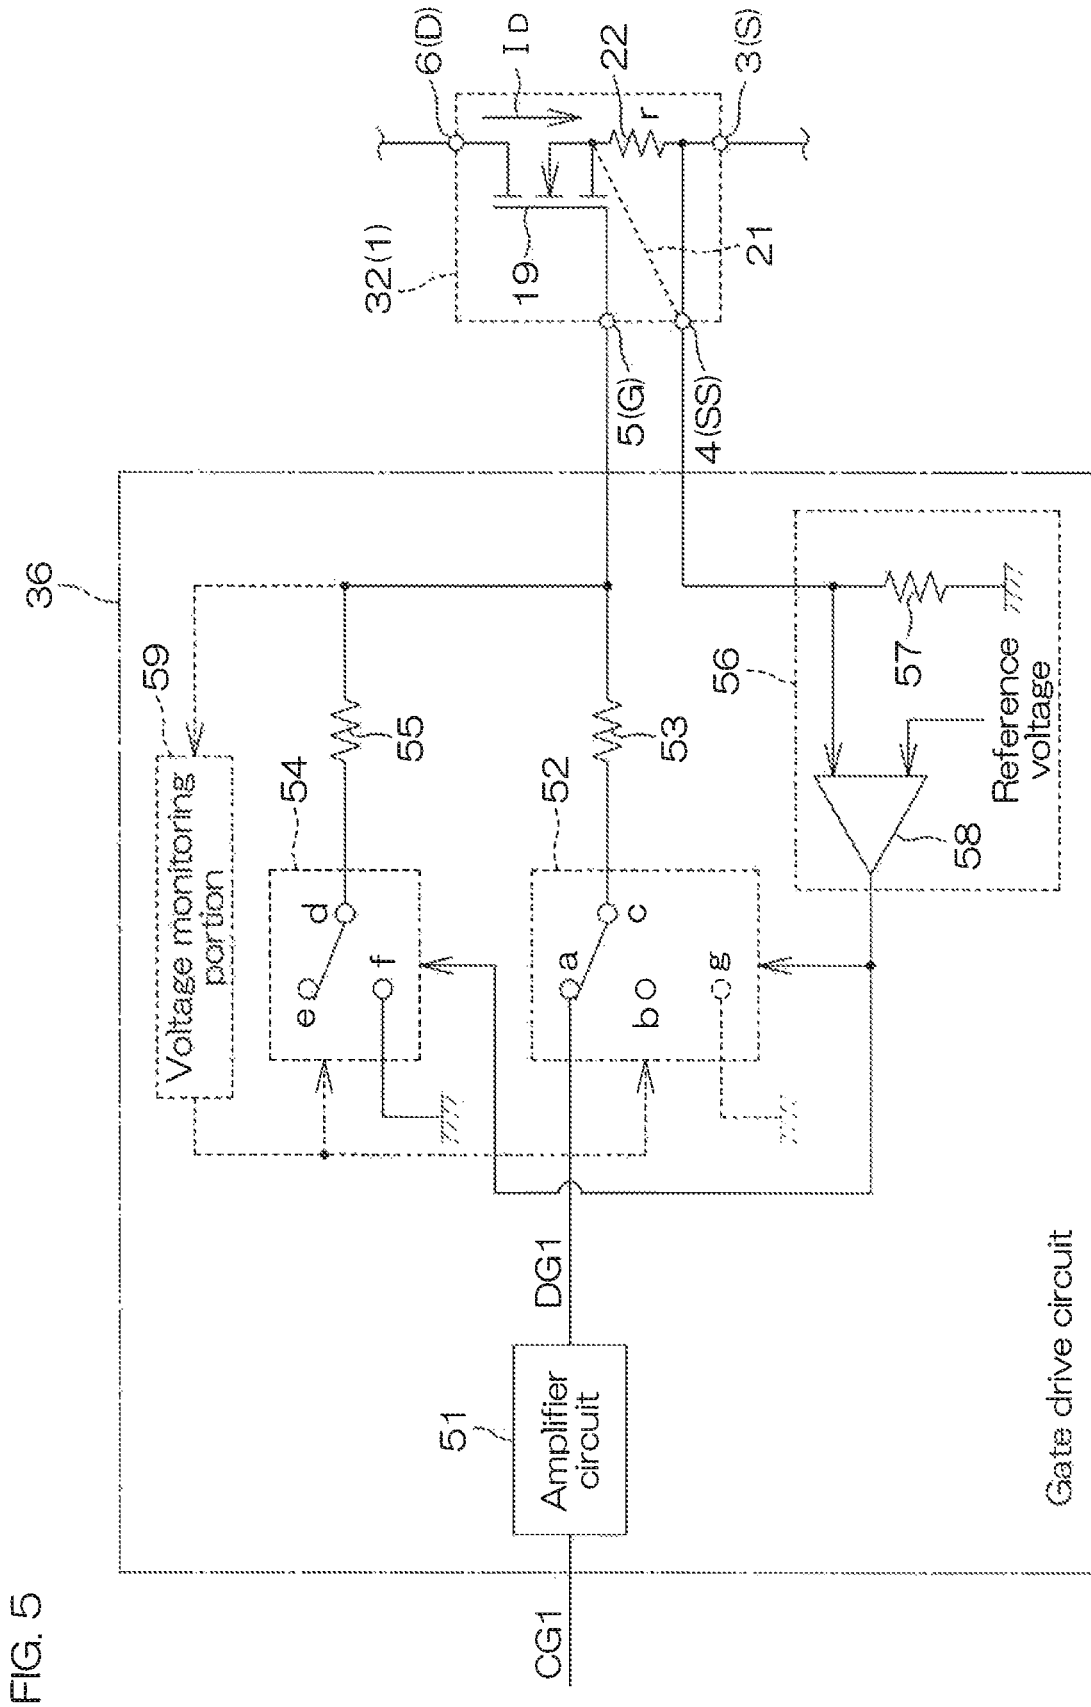 FIG. 5
36
59
Voltage monitoring
portion
54
e
d
f
55
52
a
c
b
g
53
CG1
51
Amplifier
circuit
DG1
56
57
58
Reference
voltage
Gate drive circuit
5(G)
4(SS)
32(1)
19
21
6(D)
ID
22
r
3(S)